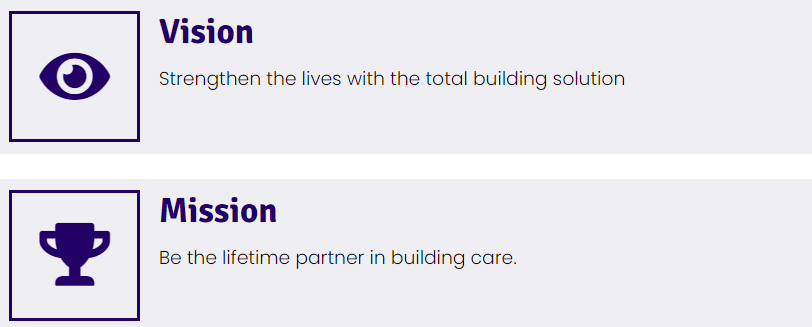 Vision
Strengthen the lives with the total building solution
Mission
Be the lifetime partner in building care.